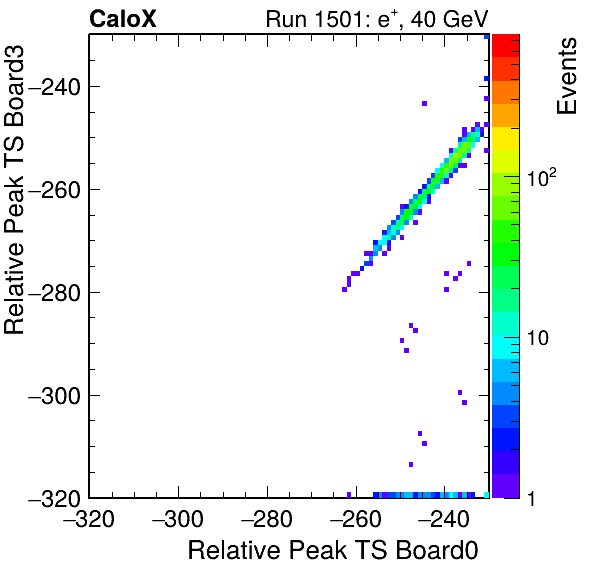 CaloX Run 1501: e⁺, 40 GeV
Relative Peak TS Board3
−240
−260
−280
−300
−320
−320 −300 −280 −260 −240
Relative Peak TS Board0
Events
10²
10
1